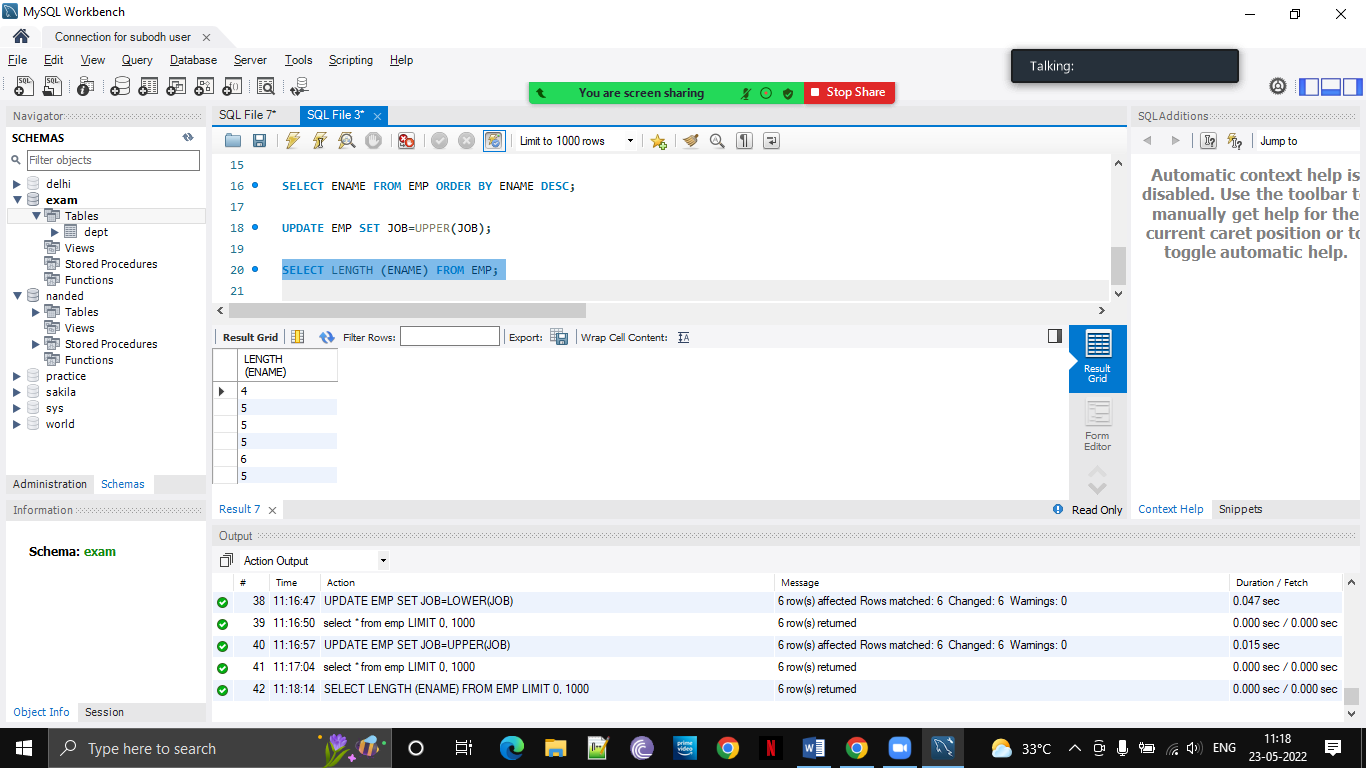 MySQL Workbench
Connection for subodh user
File Edit View Query Database Server Tools Scripting Help
Talking:
You are screen sharing Stop Share
Navigator
SCHEMAS
Filter objects
delhi
exam
Tables
dept
Views
Stored Procedures
Functions
nanded
Tables
Views
Stored Procedures
Functions
practice
sakila
sys
world
Administration Schemas
Information
Schema: exam
Object Info Session
SQL File 7* SQL File 3*
Limit to 1000 rows
15
16 SELECT ENAME FROM EMP ORDER BY ENAME DESC;
17
18 UPDATE EMP SET JOB=UPPER(JOB);
19
20 SELECT LENGTH (ENAME) FROM EMP;
21
Result Grid Filter Rows: Export: Wrap Cell Content:
LENGTH
(ENAME)
4
5
5
5
6
5
Result Grid
Form Editor
Result 7 Read Only
SQLAdditions
Jump to
Automatic context help is
disabled. Use the toolbar t
manually get help for the
current caret position or to
toggle automatic help.
Context Help Snippets
Output
Action Output
# Time Action Message Duration / Fetch
38 11:16:47 UPDATE EMP SET JOB=LOWER(JOB) 6 row(s) affected Rows matched: 6 Changed: 6 Warnings: 0 0.047 sec
39 11:16:50 select * from emp LIMIT 0, 1000 6 row(s) returned 0.000 sec / 0.000 sec
40 11:16:57 UPDATE EMP SET JOB=UPPER(JOB) 6 row(s) affected Rows matched: 6 Changed: 6 Warnings: 0 0.015 sec
41 11:17:04 select * from emp LIMIT 0, 1000 6 row(s) returned 0.000 sec / 0.000 sec
42 11:18:14 SELECT LENGTH (ENAME) FROM EMP LIMIT 0, 1000 6 row(s) returned 0.000 sec / 0.000 sec
Type here to search
prime video
N
W
33°C
ENG
11:18
23-05-2022